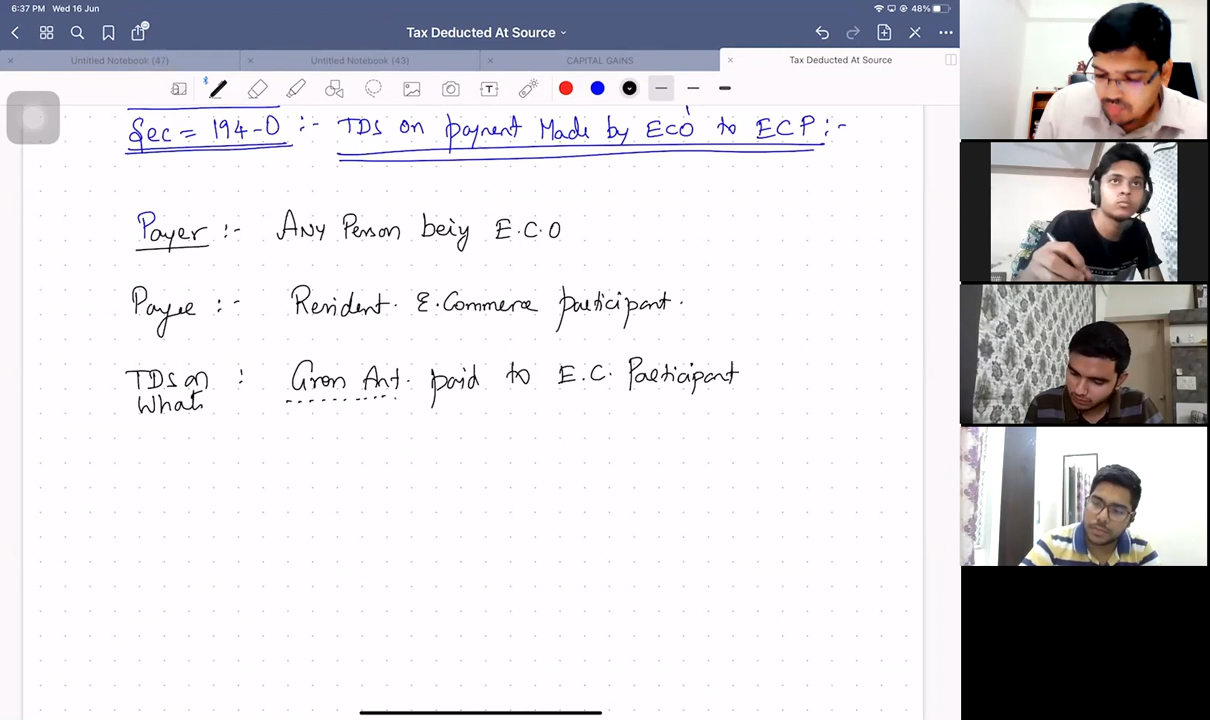 6:37 PM Wed 16 Jun
48%
Tax Deducted At Source
Untitled Notebook (47)
Untitled Notebook (43)
CAPITAL GAINS
Tax Deducted At Source
Sec = 194-O :- TDS on payment Made by ECO to ECP :-
Payer :- Any Person being E.C.O
Payee :- Resident E.Commerce participant.
TDS on : Gross Amt. paid to E.C. Participant
What